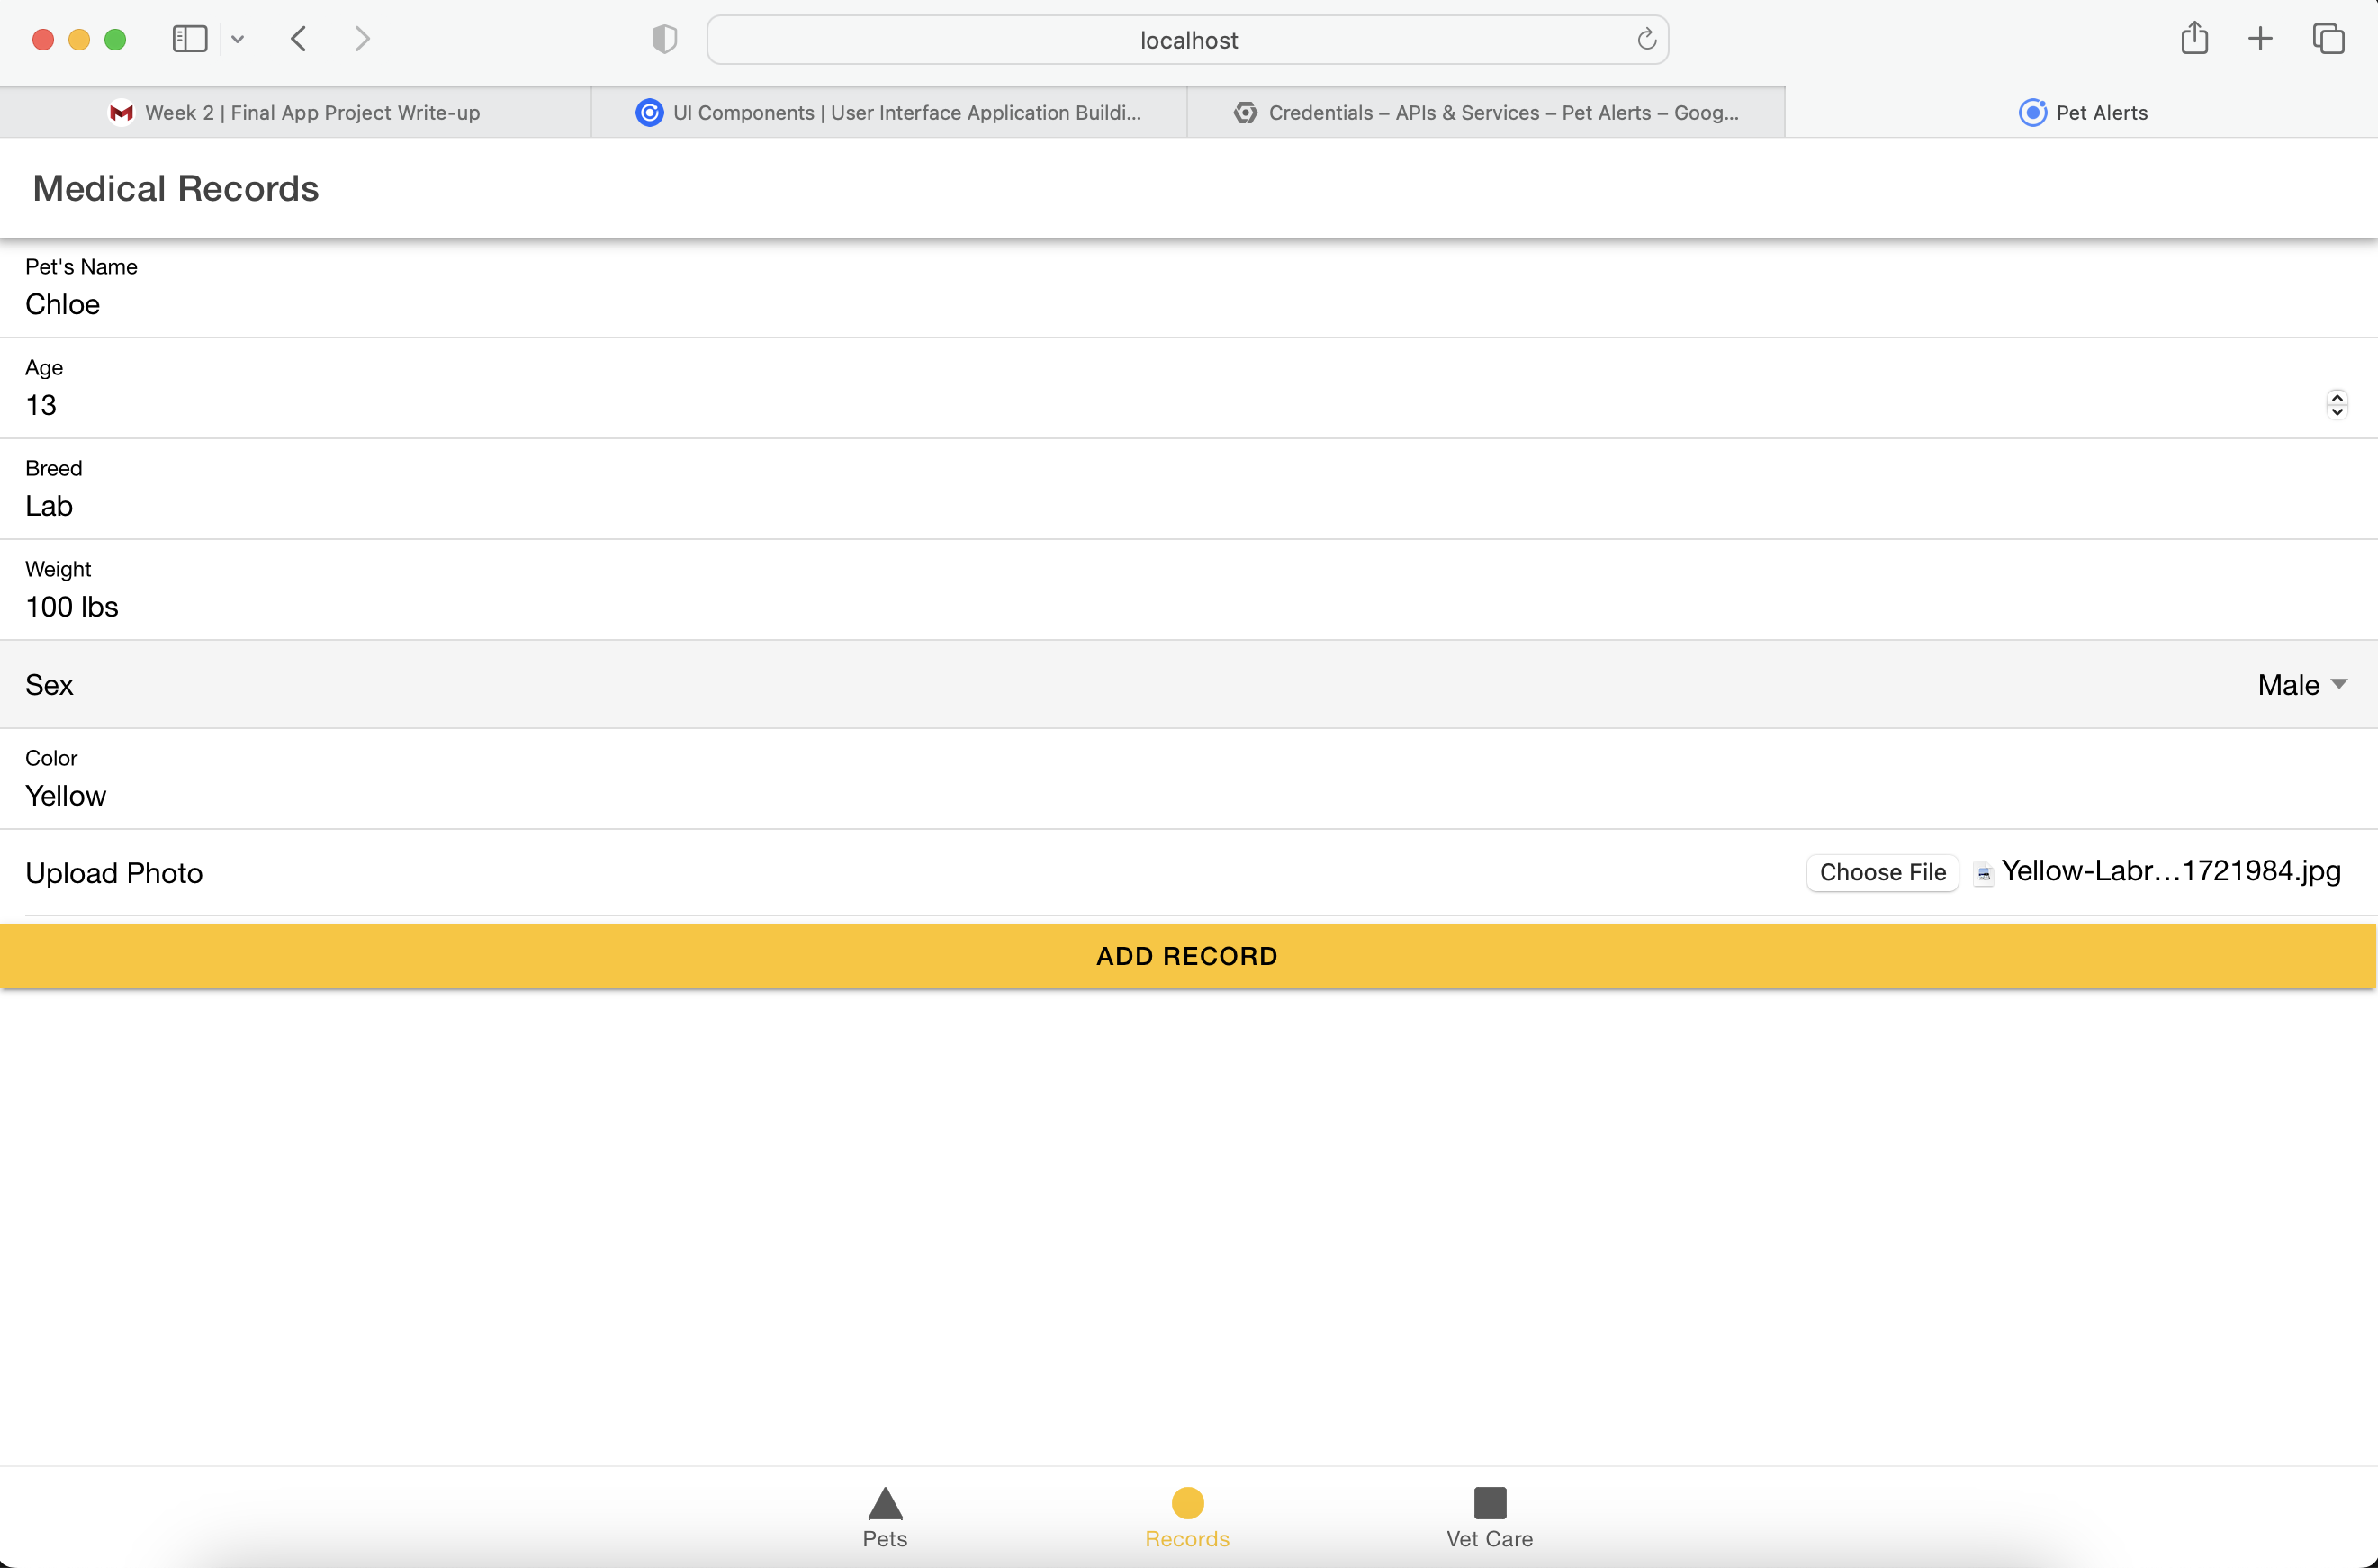 localhost
Week 2 | Final App Project Write-up
UI Components | User Interface Application Buildi...
Credentials – APIs & Services – Pet Alerts – Goog...
Pet Alerts
Medical Records
Pet's Name
Chloe
Age
13
Breed
Lab
Weight
100 lbs
Sex
Male
Color
Yellow
Upload Photo
Choose File
Yellow-Labr...1721984.jpg
ADD RECORD
Pets
Records
Vet Care